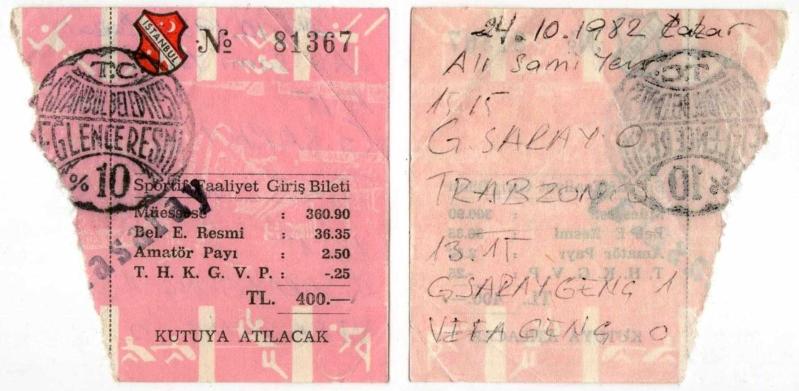 İSTANBUL
№ 81367
T.C.
İSTANBUL BELEDİYESİ
EĞLENCE RESMİ
% 10
Sportif Faaliyet Giriş Bileti
Müessese : 360.90
Bel. E. Resmi : 36.35
Amatör Payı : 2.50
T. H. K. G. V. P. : -.25
TL. 400.—
KUTUYA ATILACAK
24.10.1982 Pazar
Ali Sami Yen
15.15
G. SARAY 0
TRABZON 0
13.15
G.SARAY GENÇ 1
VEFA GENÇ 0